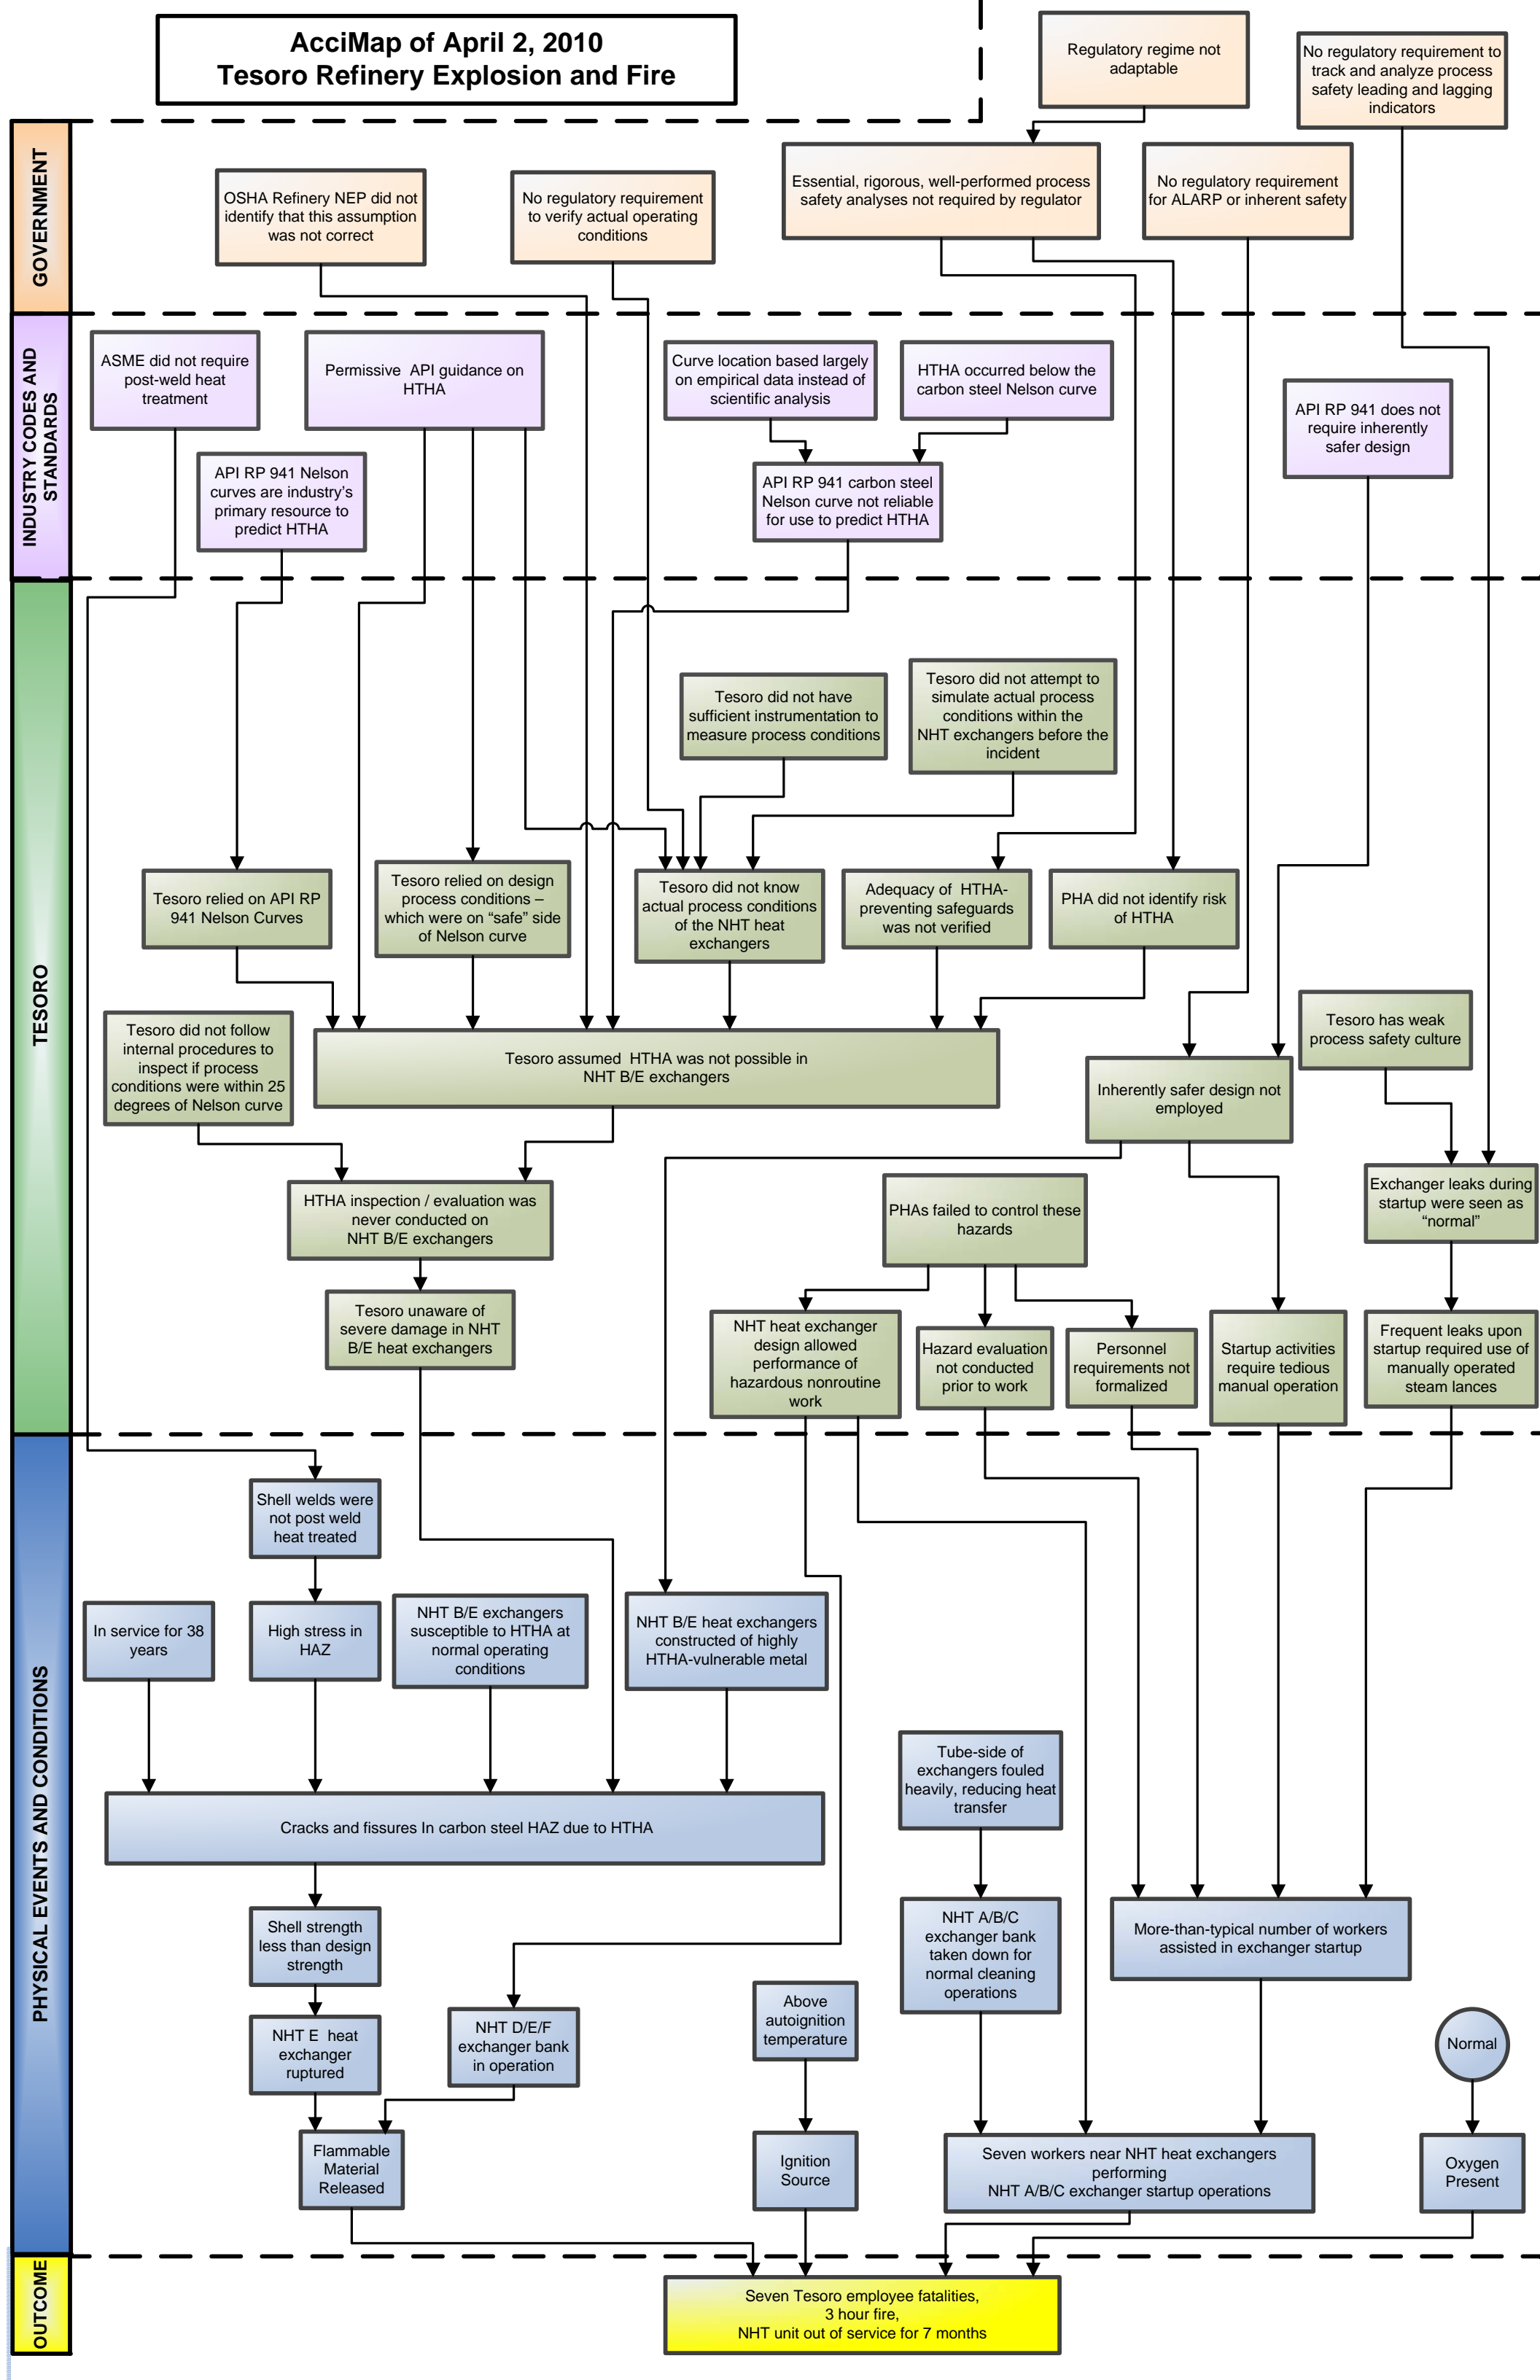 AcciMap of April 2, 2010
Tesoro Refinery Explosion and Fire
Regulatory regime not
adaptable
No regulatory requirement to
track and analyze process
safety leading and lagging
indicators
GOVERNMENT
OSHA Refinery NEP did not
identify that this assumption
was not correct
No regulatory requirement
to verify actual operating
conditions
Essential, rigorous, well-performed process
safety analyses not required by regulator
No regulatory requirement
for ALARP or inherent safety
INDUSTRY CODES AND
STANDARDS
ASME did not require
post-weld heat
treatment
Permissive API guidance on
HTHA
Curve location based largely
on empirical data instead of
scientific analysis
HTHA occurred below the
carbon steel Nelson curve
API RP 941 does not
require inherently
safer design
API RP 941 Nelson
curves are industry's
primary resource to
predict HTHA
API RP 941 carbon steel
Nelson curve not reliable
for use to predict HTHA
TESORO
Tesoro did not have
sufficient instrumentation to
measure process conditions
Tesoro did not attempt to
simulate actual process
conditions within the
NHT exchangers before the
incident
Tesoro relied on API RP
941 Nelson Curves
Tesoro relied on design
process conditions –
which were on “safe” side
of Nelson curve
Tesoro did not know
actual process conditions
of the NHT heat
exchangers
Adequacy of HTHA-
preventing safeguards
was not verified
PHA did not identify risk
of HTHA
Tesoro did not follow
internal procedures to
inspect if process
conditions were within 25
degrees of Nelson curve
Tesoro assumed HTHA was not possible in
NHT B/E exchangers
Inherently safer design not
employed
Tesoro has weak
process safety culture
HTHA inspection / evaluation was
never conducted on
NHT B/E exchangers
PHAs failed to control these
hazards
Exchanger leaks during
startup were seen as
“normal”
Tesoro unaware of
severe damage in NHT
B/E heat exchangers
NHT heat exchanger
design allowed
performance of
hazardous nonroutine
work
Hazard evaluation
not conducted
prior to work
Personnel
requirements not
formalized
Startup activities
require tedious
manual operation
Frequent leaks upon
startup required use of
manually operated
steam lances
PHYSICAL EVENTS AND CONDITIONS
Shell welds were
not post weld
heat treated
In service for 38
years
High stress in
HAZ
NHT B/E exchangers
susceptible to HTHA at
normal operating
conditions
NHT B/E heat exchangers
constructed of highly
HTHA-vulnerable metal
Tube-side of
exchangers fouled
heavily, reducing heat
transfer
Cracks and fissures In carbon steel HAZ due to HTHA
Shell strength
less than design
strength
NHT A/B/C
exchanger bank
taken down for
normal cleaning
operations
More-than-typical number of workers
assisted in exchanger startup
NHT E heat
exchanger
ruptured
NHT D/E/F
exchanger bank
in operation
Above
autoignition
temperature
Normal
Flammable
Material
Released
Ignition
Source
Seven workers near NHT heat exchangers
performing
NHT A/B/C exchanger startup operations
Oxygen
Present
OUTCOME
Seven Tesoro employee fatalities,
3 hour fire,
NHT unit out of service for 7 months